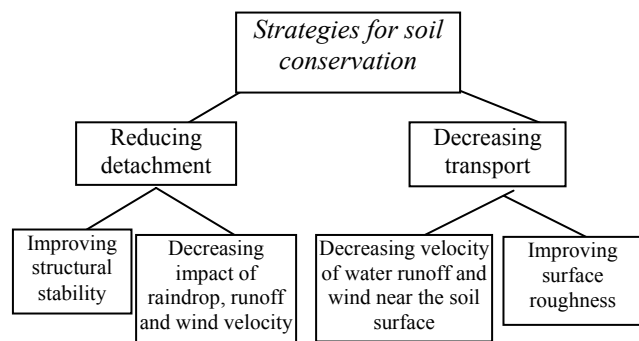 Strategies for soil
conservation
Reducing
detachment
Decreasing
transport
Improving
structural
stability
Decreasing
impact of
raindrop, runoff
and wind velocity
Decreasing velocity
of water runoff and
wind near the soil
surface
Improving
surface
roughness